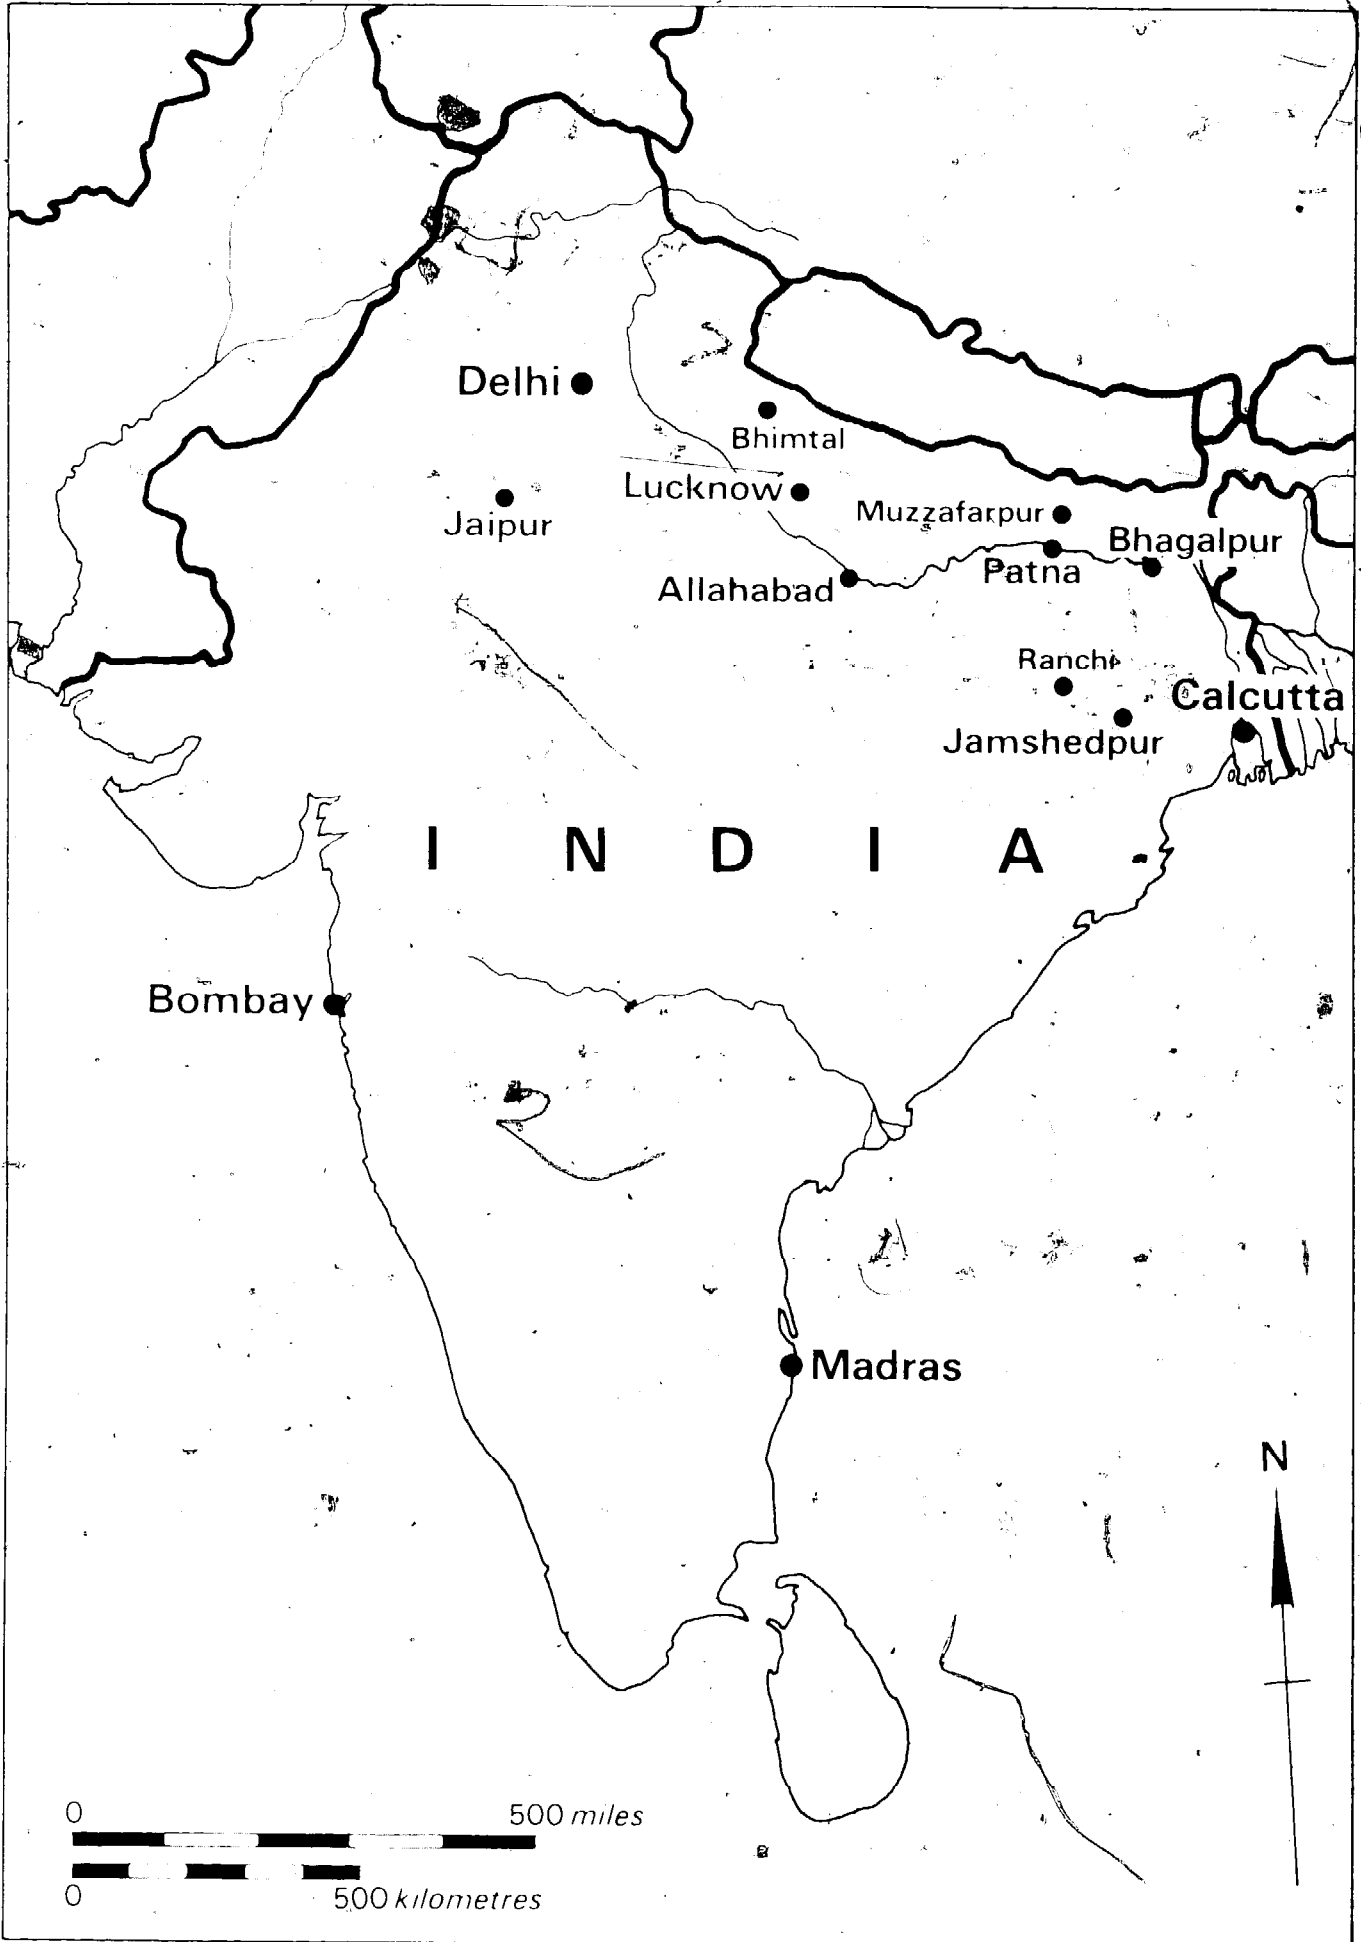 Delhi
Bhimtal
Lucknow
Jaipur
Muzzafarpur
Bhagalpur
Patna
Allahabad
Ranchi
Calcutta
Jamshedpur
I N D I A
Bombay
Madras
N
0 500 miles
0 500 kilometres